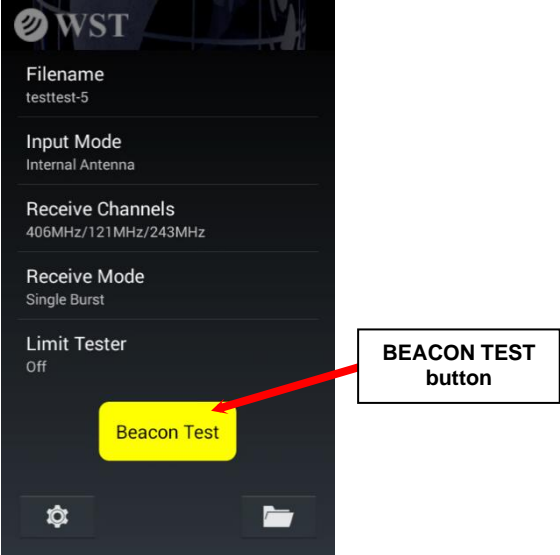 WST
Filename
testtest-5
Input Mode
Internal Antenna
Receive Channels
406MHz/121MHz/243MHz
Receive Mode
Single Burst
Limit Tester
Off
BEACON TEST
button
Beacon Test